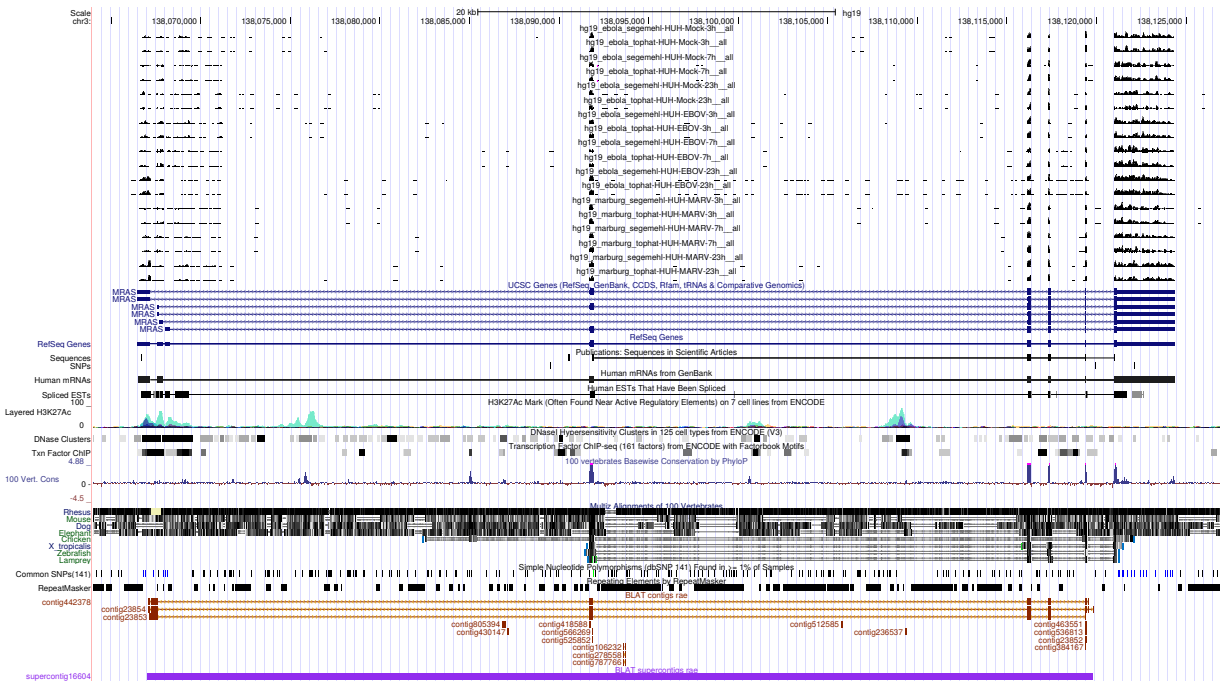 Scale 20 kb hg19
chr3: 138,070,000 138,075,000 138,080,000 138,085,000 138,090,000 138,095,000 138,100,000 138,105,000 138,110,000 138,115,000 138,120,000 138,125,000
hg19_ebola_segemehl-HUH-Mock-3h__all
hg19_ebola_tophat-HUH-Mock-3h__all
hg19_ebola_segemehl-HUH-Mock-7h__all
hg19_ebola_tophat-HUH-Mock-7h__all
hg19_ebola_segemehl-HUH-Mock-23h__all
hg19_ebola_tophat-HUH-Mock-23h__all
hg19_ebola_segemehl-HUH-EBOV-3h__all
hg19_ebola_tophat-HUH-EBOV-3h__all
hg19_ebola_segemehl-HUH-EBOV-7h__all
hg19_ebola_tophat-HUH-EBOV-7h__all
hg19_ebola_segemehl-HUH-EBOV-23h__all
hg19_ebola_tophat-HUH-EBOV-23h__all
hg19_marburg_segemehl-HUH-MARV-3h__all
hg19_marburg_tophat-HUH-MARV-3h__all
hg19_marburg_segemehl-HUH-MARV-7h__all
hg19_marburg_tophat-HUH-MARV-7h__all
hg19_marburg_segemehl-HUH-MARV-23h__all
hg19_marburg_tophat-HUH-MARV-23h__all
UCSC Genes (RefSeq, GenBank, CCDS, Rfam, tRNAs & Comparative Genomics)
MRAS
MRAS
MRAS
MRAS
MRAS
MRAS
RefSeq Genes
RefSeq Genes
Publications: Sequences in Scientific Articles
Sequences
SNPs
Human mRNAs from GenBank
Human mRNAs
Human ESTs That Have Been Spliced
Spliced ESTs
H3K27Ac Mark (Often Found Near Active Regulatory Elements) on 7 cell lines from ENCODE
100
Layered H3K27Ac
0
DNaseI Hypersensitivity Clusters in 125 cell types from ENCODE (V3)
DNase Clusters
Transcription Factor ChIP-seq (161 factors) from ENCODE with Factorbook Motifs
Txn Factor ChIP
100 vertebrates Basewise Conservation by PhyloP
4.88
100 Vert. Cons
0
-4.5
Multiz Alignments of 100 Vertebrates
Rhesus
Mouse
Dog
Elephant
Chicken
X_tropicalis
Zebrafish
Lamprey
Simple Nucleotide Polymorphisms (dbSNP 141) Found in >= 1% of Samples
Common SNPs(141)
Repeating Elements by RepeatMasker
RepeatMasker
BLAT contigs rae
contig442378
contig23854
contig23853
contig805394 contig418588 contig512585 contig463551
contig430147 contig566269 contig236537 contig536813
contig525852 contig23852
contig106232 contig384167
contig278558
contig787766
BLAT supercontigs rae
supercontig16604